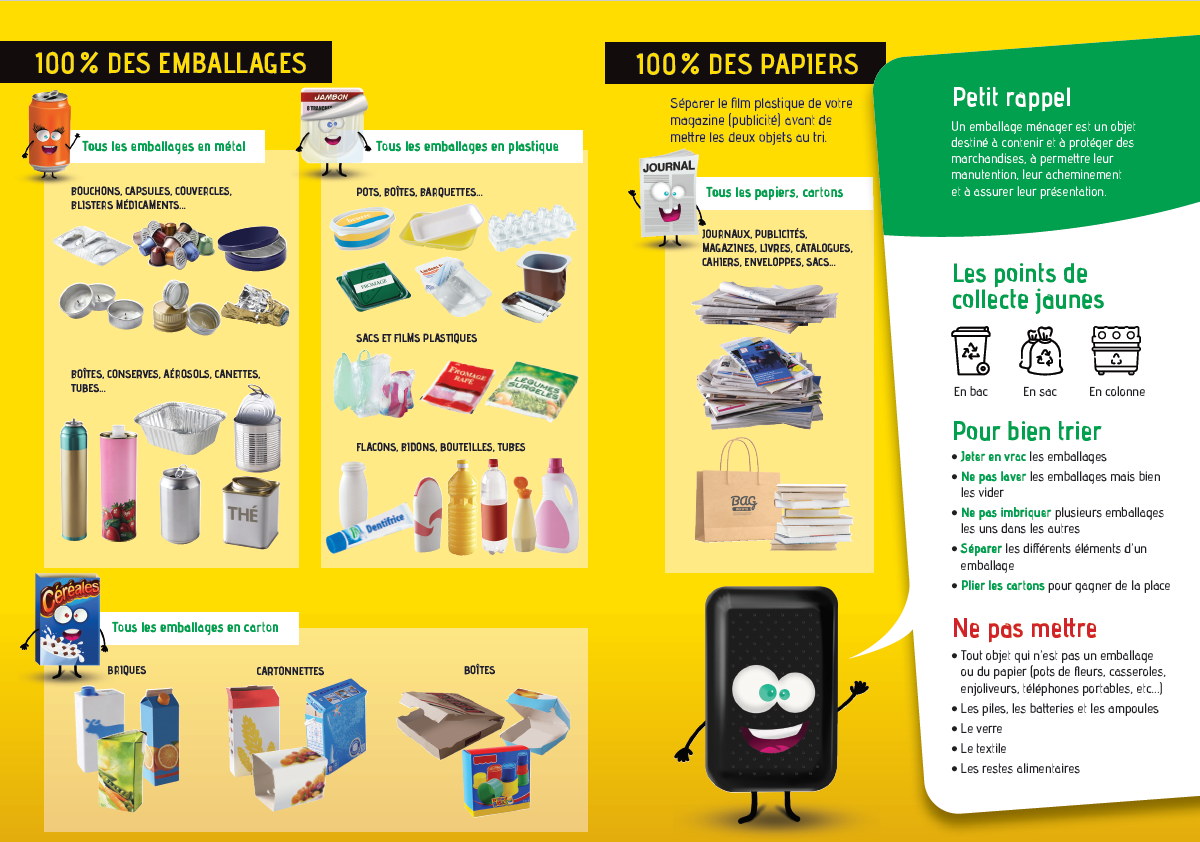 100% DES EMBALLAGES
JAMBON
Tous les emballages en métal
BOUCHONS, CAPSULES, COUVERCLES,
BLISTERS MÉDICAMENTS...
BOÎTES, CONSERVES, AÉROSOLS, CANETTES,
TUBES...
THÉ
Tous les emballages en plastique
POTS, BOÎTES, BARQUETTES...
FROMAGE
SACS ET FILMS PLASTIQUES
FROMAGE
RAPÉ
LÉGUMES
SURGELÉS
FLACONS, BIDONS, BOUTEILLES, TUBES
Dentifrice
Céréales
Tous les emballages en carton
BRIQUES
CARTONNETTES
BOÎTES
100% DES PAPIERS
Séparer le film plastique de votre
magazine (publicité) avant de
mettre les deux objets au tri.
JOURNAL
Tous les papiers, cartons
JOURNAUX, PUBLICITÉS,
MAGAZINES, LIVRES, CATALOGUES,
CAHIERS, ENVELOPPES, SACS...
BAG
Petit rappel
Un emballage ménager est un objet
destiné à contenir et à protéger des
marchandises, à permettre leur
manutention, leur acheminement
et à assurer leur présentation.
Les points de
collecte jaunes
En bac
En sac
En colonne
Pour bien trier
• Jeter en vrac les emballages
• Ne pas laver les emballages mais bien
les vider
• Ne pas imbriquer plusieurs emballages
les uns dans les autres
• Séparer les différents éléments d'un
emballage
• Plier les cartons pour gagner de la place
Ne pas mettre
• Tout objet qui n'est pas un emballage
ou du papier (pots de fleurs, casseroles,
enjoliveurs, téléphones portables, etc...)
• Les piles, les batteries et les ampoules
• Le verre
• Le textile
• Les restes alimentaires